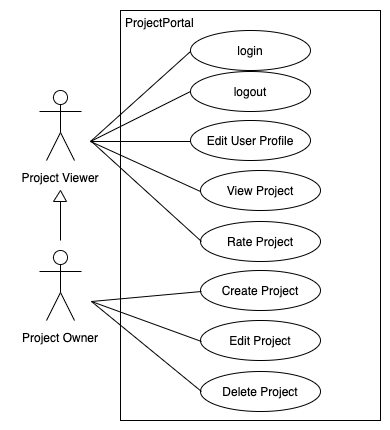 ProjectPortal
login
logout
Edit User Profile
View Project
Rate Project
Create Project
Edit Project
Delete Project
Project Viewer
Project Owner